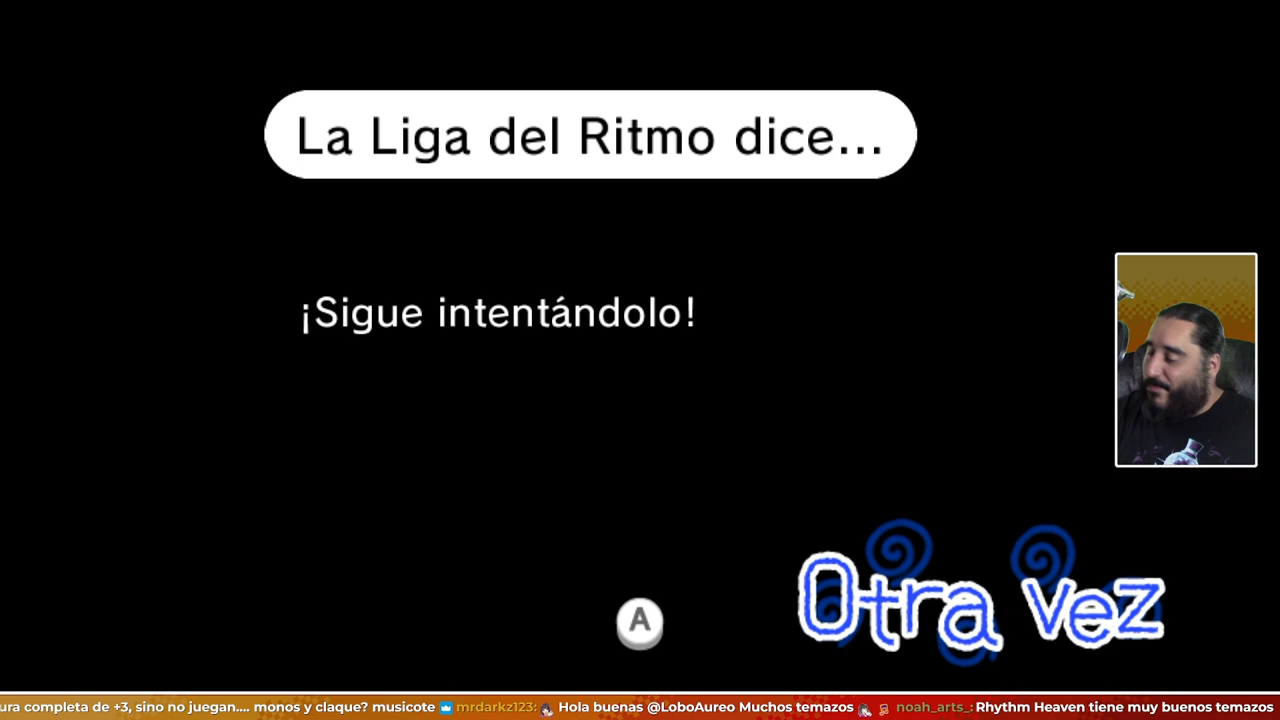 La Liga del Ritmo dice...
¡Sigue intentándolo!
Otra vez
A
ura completa de +3, sino no juegan.... monos y claque? musicote mrdarkz123: Hola buenas @LoboAureo Muchos temazos noah_arts_: Rhythm Heaven tiene muy buenos temazos